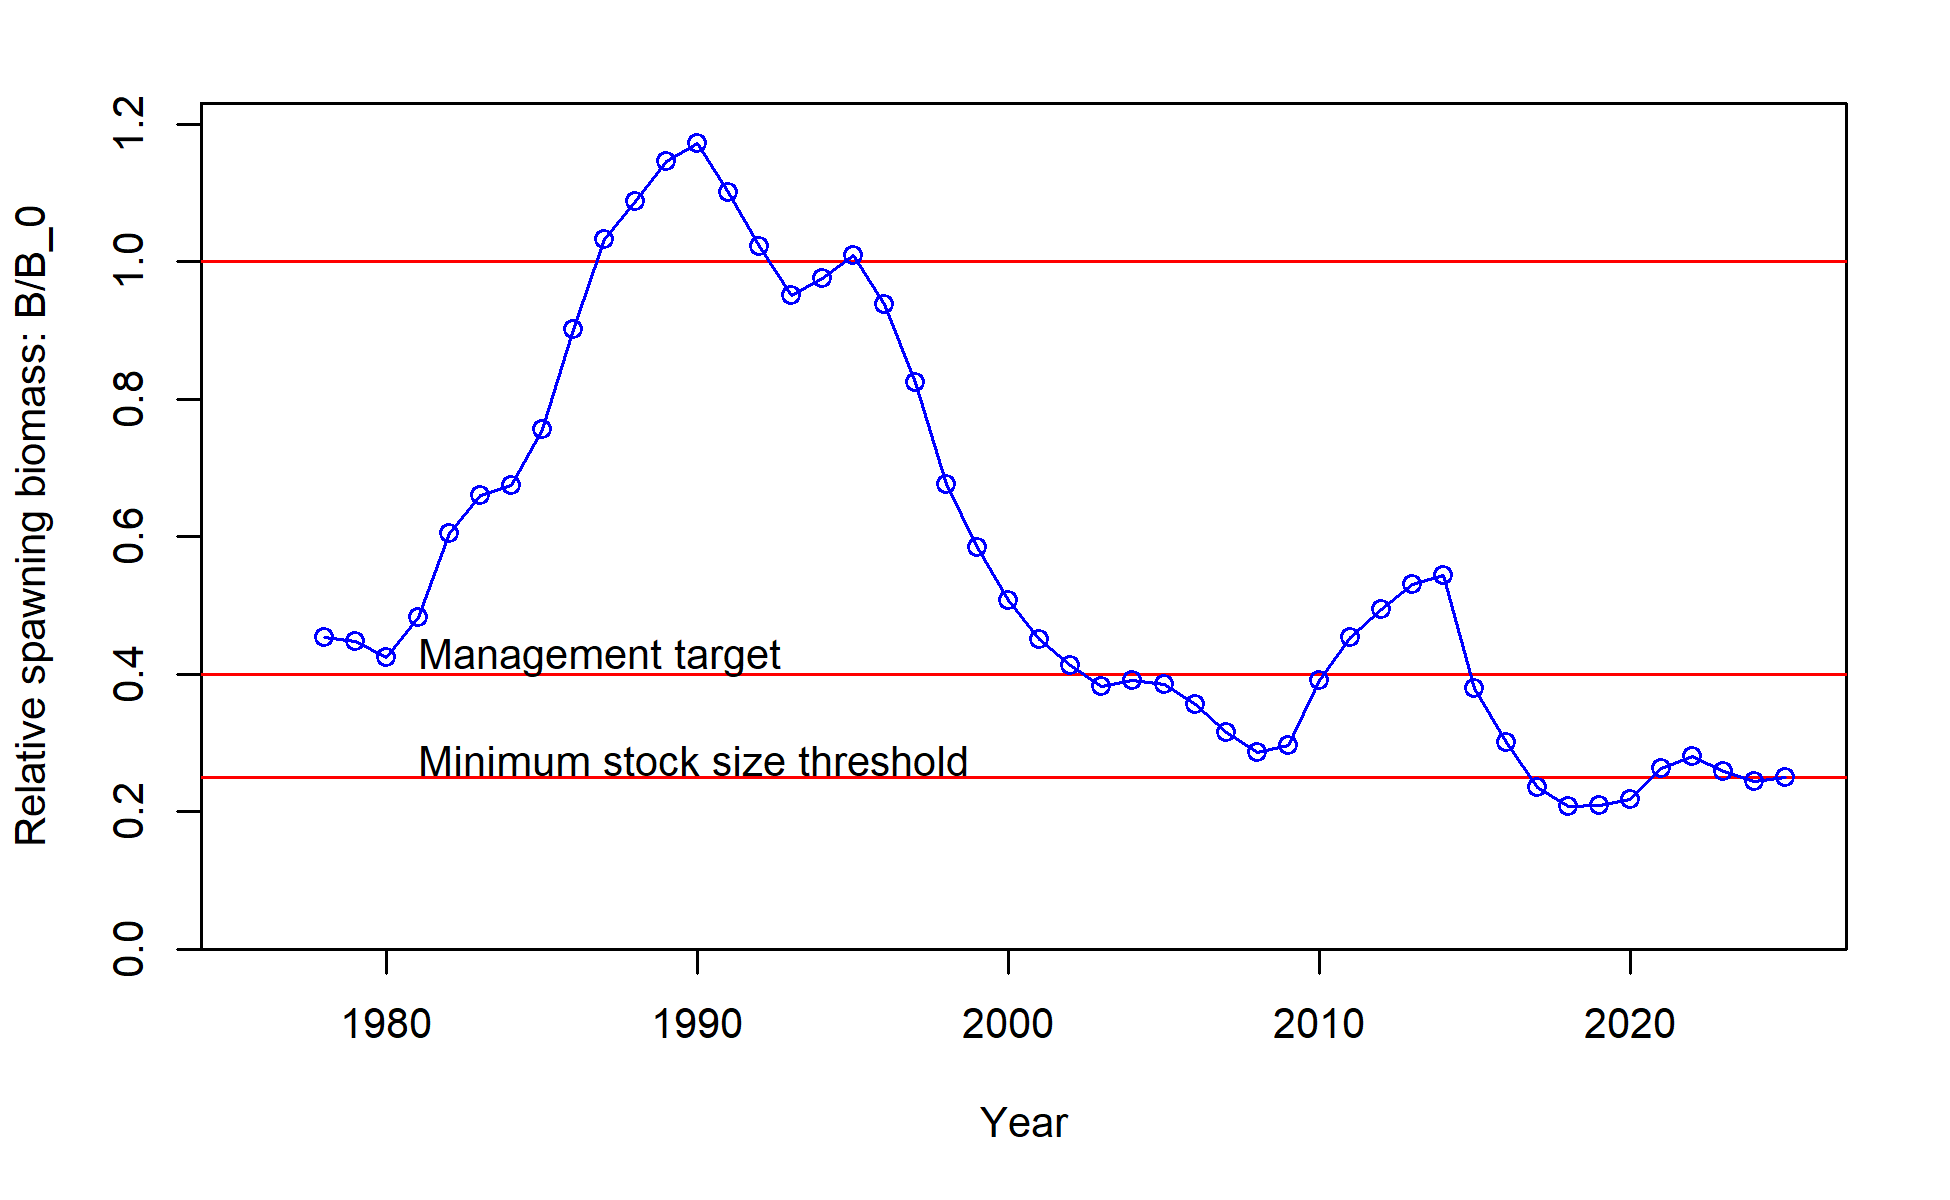 Relative spawning biomass: B/B_0
1.2
1.0
0.8
0.6
0.4
0.2
0.0
Management target
Minimum stock size threshold
1980 1990 2000 2010 2020
Year